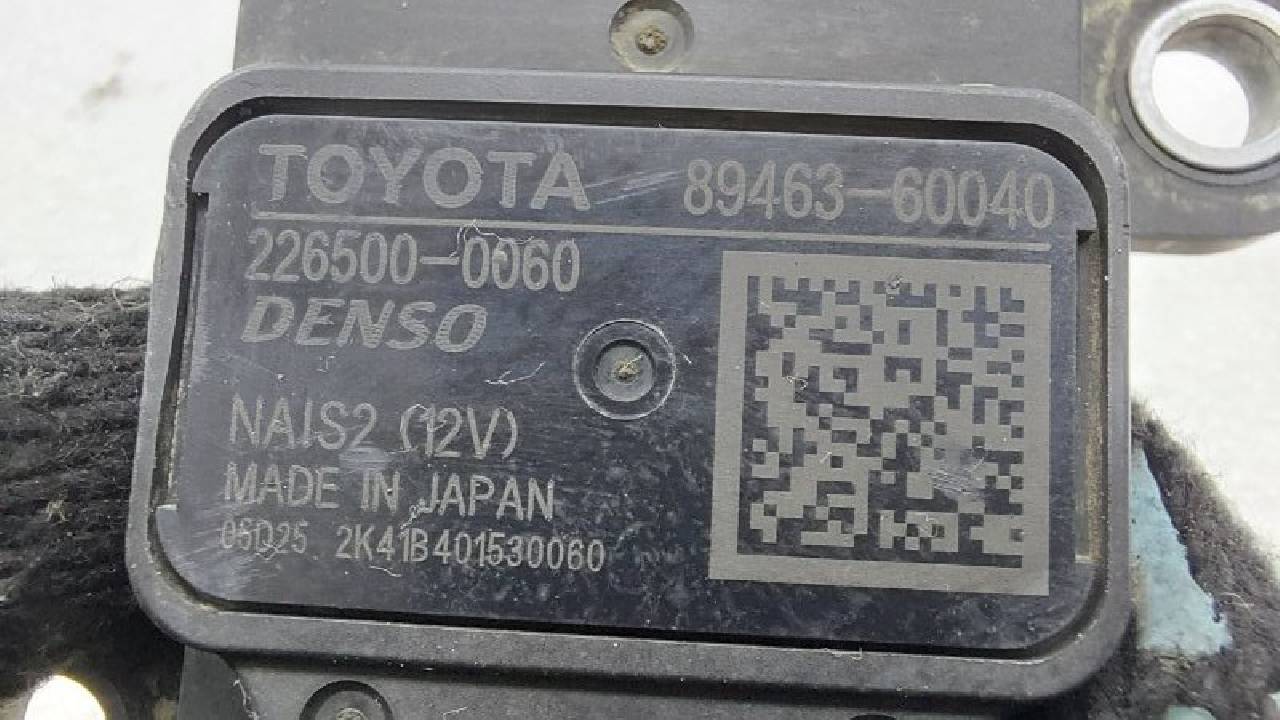 TOYOTA 89463-60040
226500-0060
DENSO
NAIS2 (12V)
MADE IN JAPAN
05D25 2K41B401530060